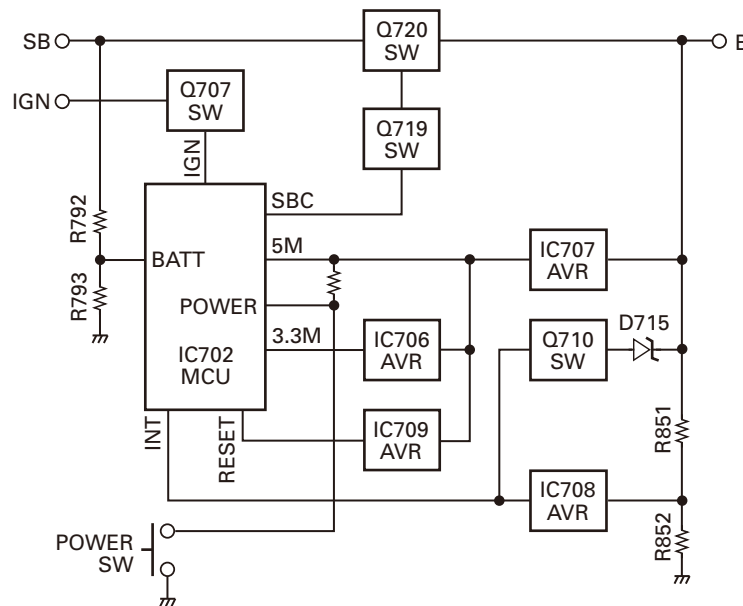 SB
Q720
SW
B
IGN
Q707
SW
Q719
SW
IGN
SBC
R792
5M
IC707
AVR
BATT
R793
POWER
D715
3.3M
IC706
AVR
Q710
SW
IC702
MCU
R851
INT
RESET
IC709
AVR
IC708
AVR
R852
POWER
SW